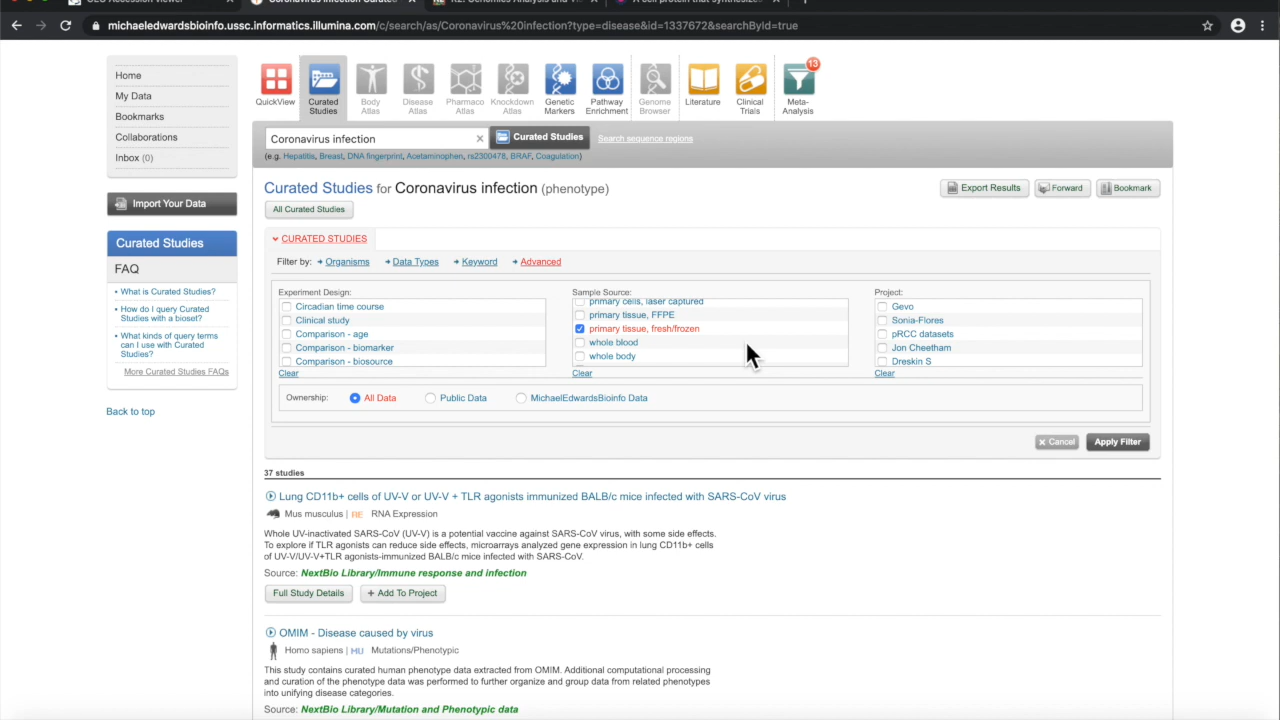 michaeledwardsbioinfo.ussc.informatics.illumina.com/c/search/as/Coronavirus%20infection?type=disease&id=1337672&searchById=true
Home
My Data
Bookmarks
Collaborations
Inbox (0)
Import Your Data
Curated Studies
FAQ
What is Curated Studies?
How do I query Curated
Studies with a bioset?
What kinds of query terms
can I use with Curated
Studies?
More Curated Studies FAQs
Back to top
QuickView
Curated
Studies
Body
Atlas
Disease
Atlas
Pharmaco
Atlas
Knockdown
Atlas
Genetic
Markers
Pathway
Enrichment
Genome
Browser
Literature
Clinical
Trials
13
Meta-
Analysis
Coronavirus infection
Curated Studies
Search sequence regions
(e.g. Hepatitis, Breast, DNA fingerprint, Acetaminophen, rs2300478, BRAF, Coagulation)
Curated Studies for Coronavirus infection (phenotype)
Export Results
Forward
Bookmark
All Curated Studies
CURATED STUDIES
Filter by: Organisms Data Types Keyword Advanced
Experiment Design:
Circadian time course
Clinical study
Comparison - age
Comparison - biomarker
Comparison - biosource
Clear
Sample Source:
primary cells, laser captured
primary tissue, FFPE
primary tissue, fresh/frozen
whole blood
whole body
Clear
Project:
Gevo
Sonia-Flores
pRCC datasets
Jon Cheetham
Dreskin S
Clear
Ownership: All Data Public Data MichaelEdwardsBioinfo Data
Cancel
Apply Filter
37 studies
Lung CD11b+ cells of UV-V or UV-V + TLR agonists immunized BALB/c mice infected with SARS-CoV virus
Mus musculus | RE RNA Expression
Whole UV-inactivated SARS-CoV (UV-V) is a potential vaccine against SARS-CoV virus, with some side effects.
To explore if TLR agonists can reduce side effects, microarrays analyzed gene expression in lung CD11b+ cells
of UV-V/UV-V+TLR agonists-immunized BALB/c mice infected with SARS-CoV.
Source: NextBio Library/Immune response and infection
Full Study Details
+ Add To Project
OMIM - Disease caused by virus
Homo sapiens | MU Mutations/Phenotypic
This study contains curated human phenotype data extracted from OMIM. Additional computational processing
and curation of the phenotype data was performed to further organize and group data from related phenotypes
into unifying disease categories.
Source: NextBio Library/Mutation and Phenotypic data